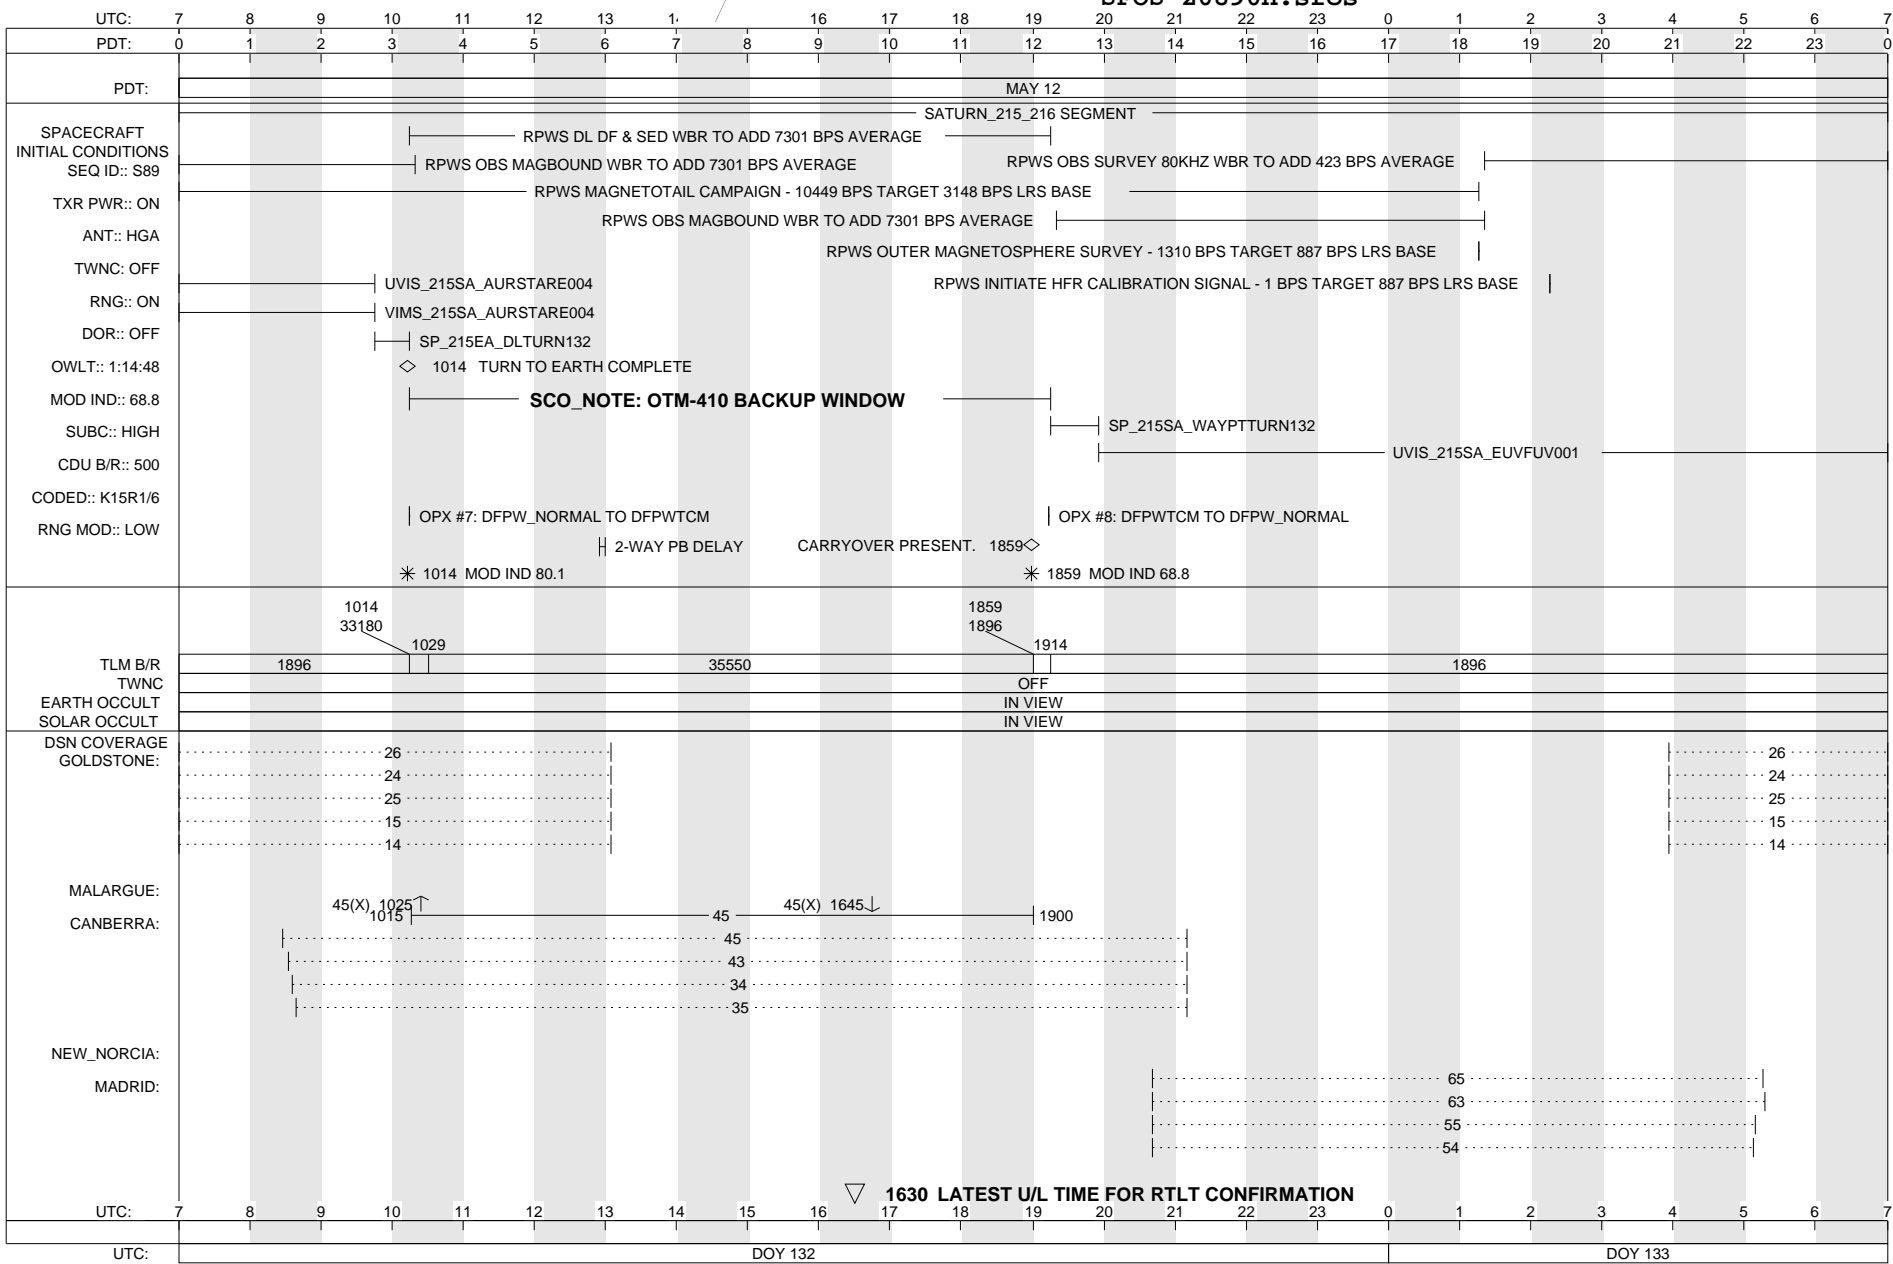 SFOS
UTC: 7 8 9 10 11 12 13 16 17 18 19 20 21 22 23 0 1 2 3 4 5 6 7
PDT: 0 1 2 3 4 5 6 7 8 9 10 11 12 13 14 15 16 17 18 19 20 21 22 23 0
PDT: MAY 12
SATURN_215_216 SEGMENT
SPACECRAFT
INITIAL CONDITIONS
SEQ ID:: S89
TXR PWR:: ON
ANT:: HGA
TWNC: OFF
RNG:: ON
DOR:: OFF
OWLT:: 1:14:48
MOD IND:: 68.8
SUBC:: HIGH
CDU B/R:: 500
CODED:: K15R1/6
RNG MOD:: LOW
RPWS DL DF & SED WBR TO ADD 7301 BPS AVERAGE
RPWS OBS MAGBOUND WBR TO ADD 7301 BPS AVERAGE
RPWS OBS SURVEY 80KHZ WBR TO ADD 423 BPS AVERAGE
RPWS MAGNETOTAIL CAMPAIGN - 10449 BPS TARGET 3148 BPS LRS BASE
RPWS OBS MAGBOUND WBR TO ADD 7301 BPS AVERAGE
RPWS OUTER MAGNETOSPHERE SURVEY - 1310 BPS TARGET 887 BPS LRS BASE
UVIS_215SA_AURSTARE004
RPWS INITIATE HFR CALIBRATION SIGNAL - 1 BPS TARGET 887 BPS LRS BASE
VIMS_215SA_AURSTARE004
SP_215EA_DLTURN132
1014 TURN TO EARTH COMPLETE
SCO_NOTE: OTM-410 BACKUP WINDOW
SP_215SA_WAYPTTURN132
UVIS_215SA_EUVFUV001
OPX #7: DFPW_NORMAL TO DFPWTCM
OPX #8: DFPWTCM TO DFPW_NORMAL
2-WAY PB DELAY
CARRYOVER PRESENT. 1859
1014 MOD IND 80.1
1859 MOD IND 68.8
1014 1859
33180 1896
1029 1914
TLM B/R 1896 35550 1896
TWNC OFF
EARTH OCCULT IN VIEW
SOLAR OCCULT IN VIEW
DSN COVERAGE
GOLDSTONE:
26 26
24 24
25 25
15 15
14 14
MALARGUE:
45(X) 1025 45(X) 1645
CANBERRA:
1015 45 1900
45
43
34
35
NEW_NORCIA:
MADRID:
65
63
55
54
1630 LATEST U/L TIME FOR RTLT CONFIRMATION
UTC: 7 8 9 10 11 12 13 14 15 16 17 18 19 20 21 22 23 0 1 2 3 4 5 6 7
UTC: DOY 132 DOY 133